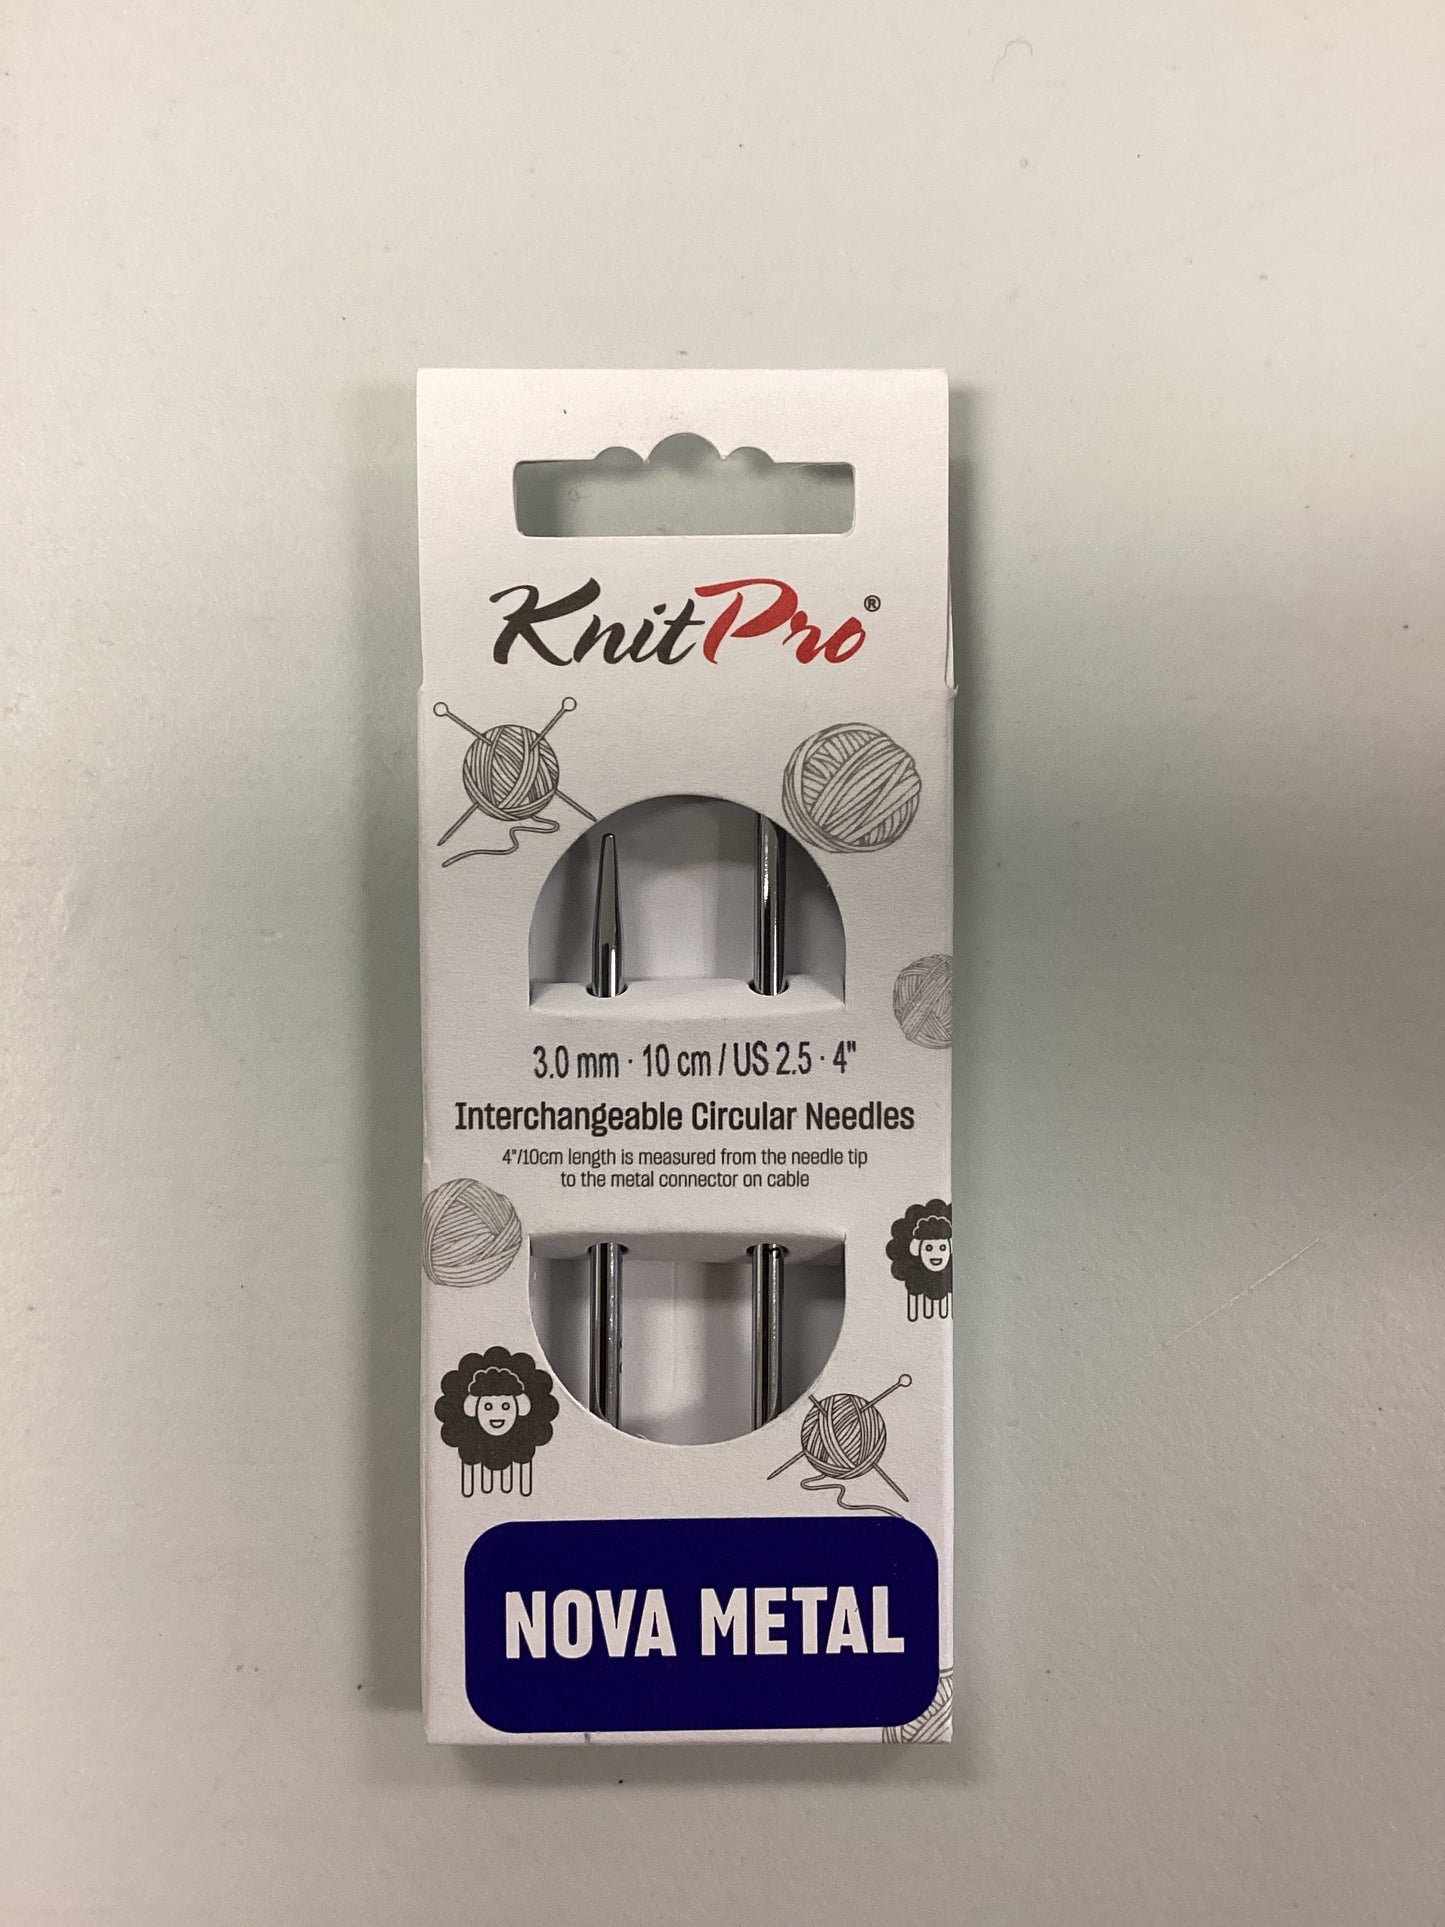 KnitPro®
3.0 mm · 10 cm / US 2.5 · 4"
Interchangeable Circular Needles
4"/10cm length is measured from the needle tip
to the metal connector on cable
NOVA METAL